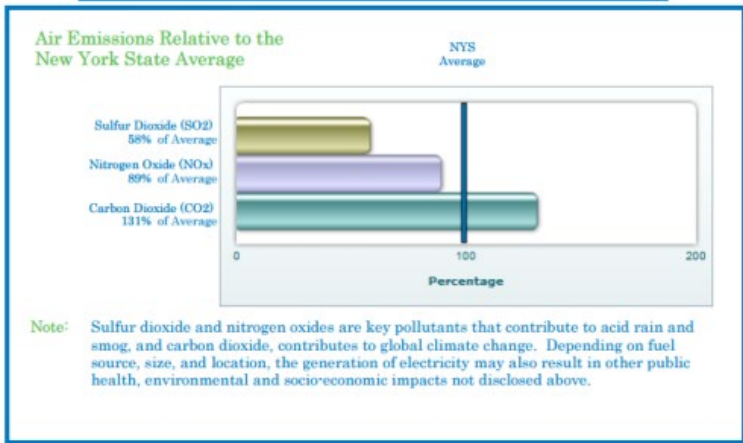 Air Emissions Relative to the
New York State Average
NYS
Average
Sulfur Dioxide (SO2)
58% of Average
Nitrogen Oxide (NOx)
89% of Average
Carbon Dioxide (CO2)
131% of Average
0
100
200
Percentage
Note: Sulfur dioxide and nitrogen oxides are key pollutants that contribute to acid rain and
smog, and carbon dioxide, contributes to global climate change. Depending on fuel
source, size, and location, the generation of electricity may also result in other public
health, environmental and socio-economic impacts not disclosed above.